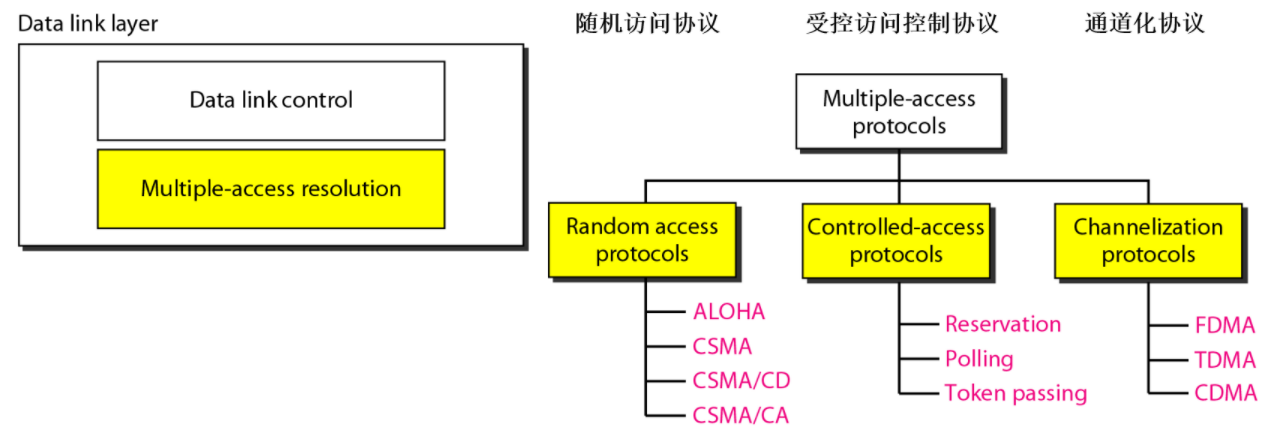 Data link layer
随机访问协议
受控访问控制协议
通道化协议
Data link control
Multiple-access resolution
Multiple-access
protocols
Random access
protocols
ALOHA
CSMA
CSMA/CD
CSMA/CA
Controlled-access
protocols
Reservation
Polling
Token passing
Channelization
protocols
FDMA
TDMA
CDMA